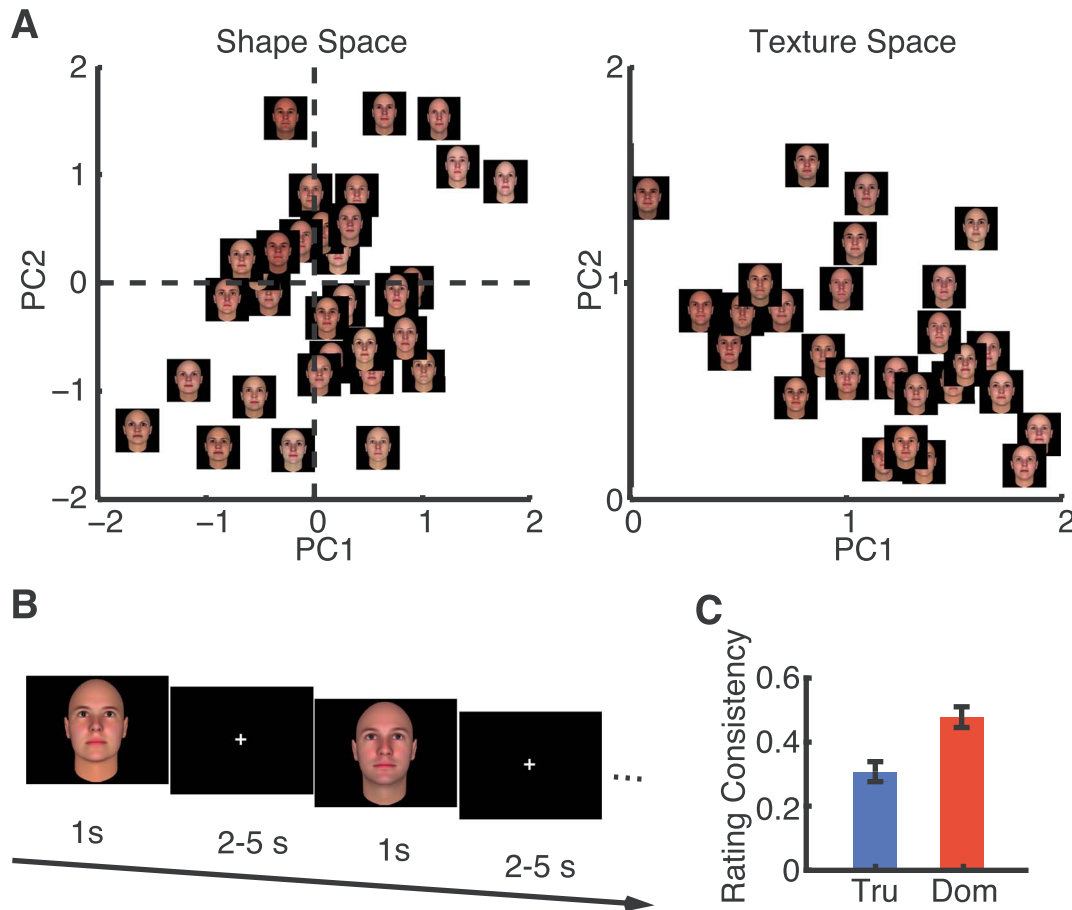 A
Shape Space
Texture Space
2
1
0
−1
−2
PC2
−2
−1
0
1
2
PC1
2
1
0
PC2
0
1
2
PC1
B
1s
2-5 s
1s
2-5 s
...
C
Rating Consistency
0.6
0.4
0.2
0
Tru
Dom